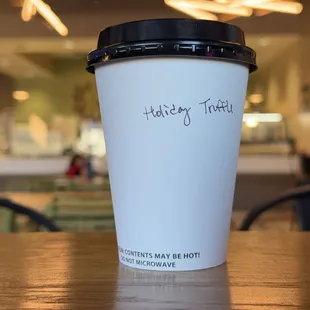 Holiday Truffle
CONTENTS MAY BE HOT!
DO NOT MICROWAVE